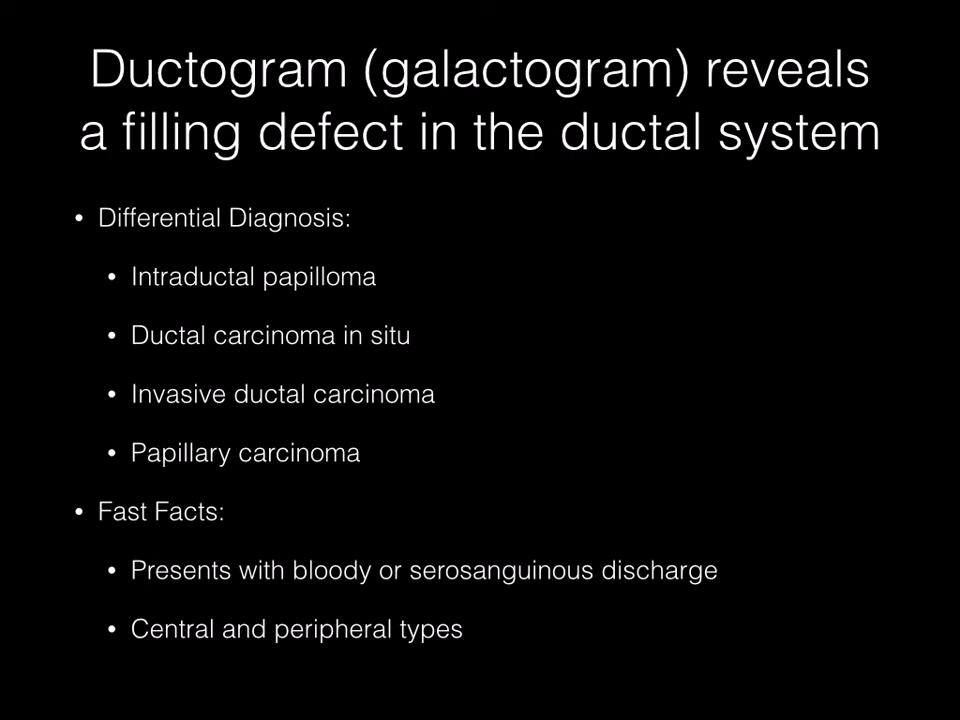 Ductogram (galactogram) reveals
a filling defect in the ductal system
• Differential Diagnosis:
• Intraductal papilloma
• Ductal carcinoma in situ
• Invasive ductal carcinoma
• Papillary carcinoma
• Fast Facts:
• Presents with bloody or serosanguinous discharge
• Central and peripheral types